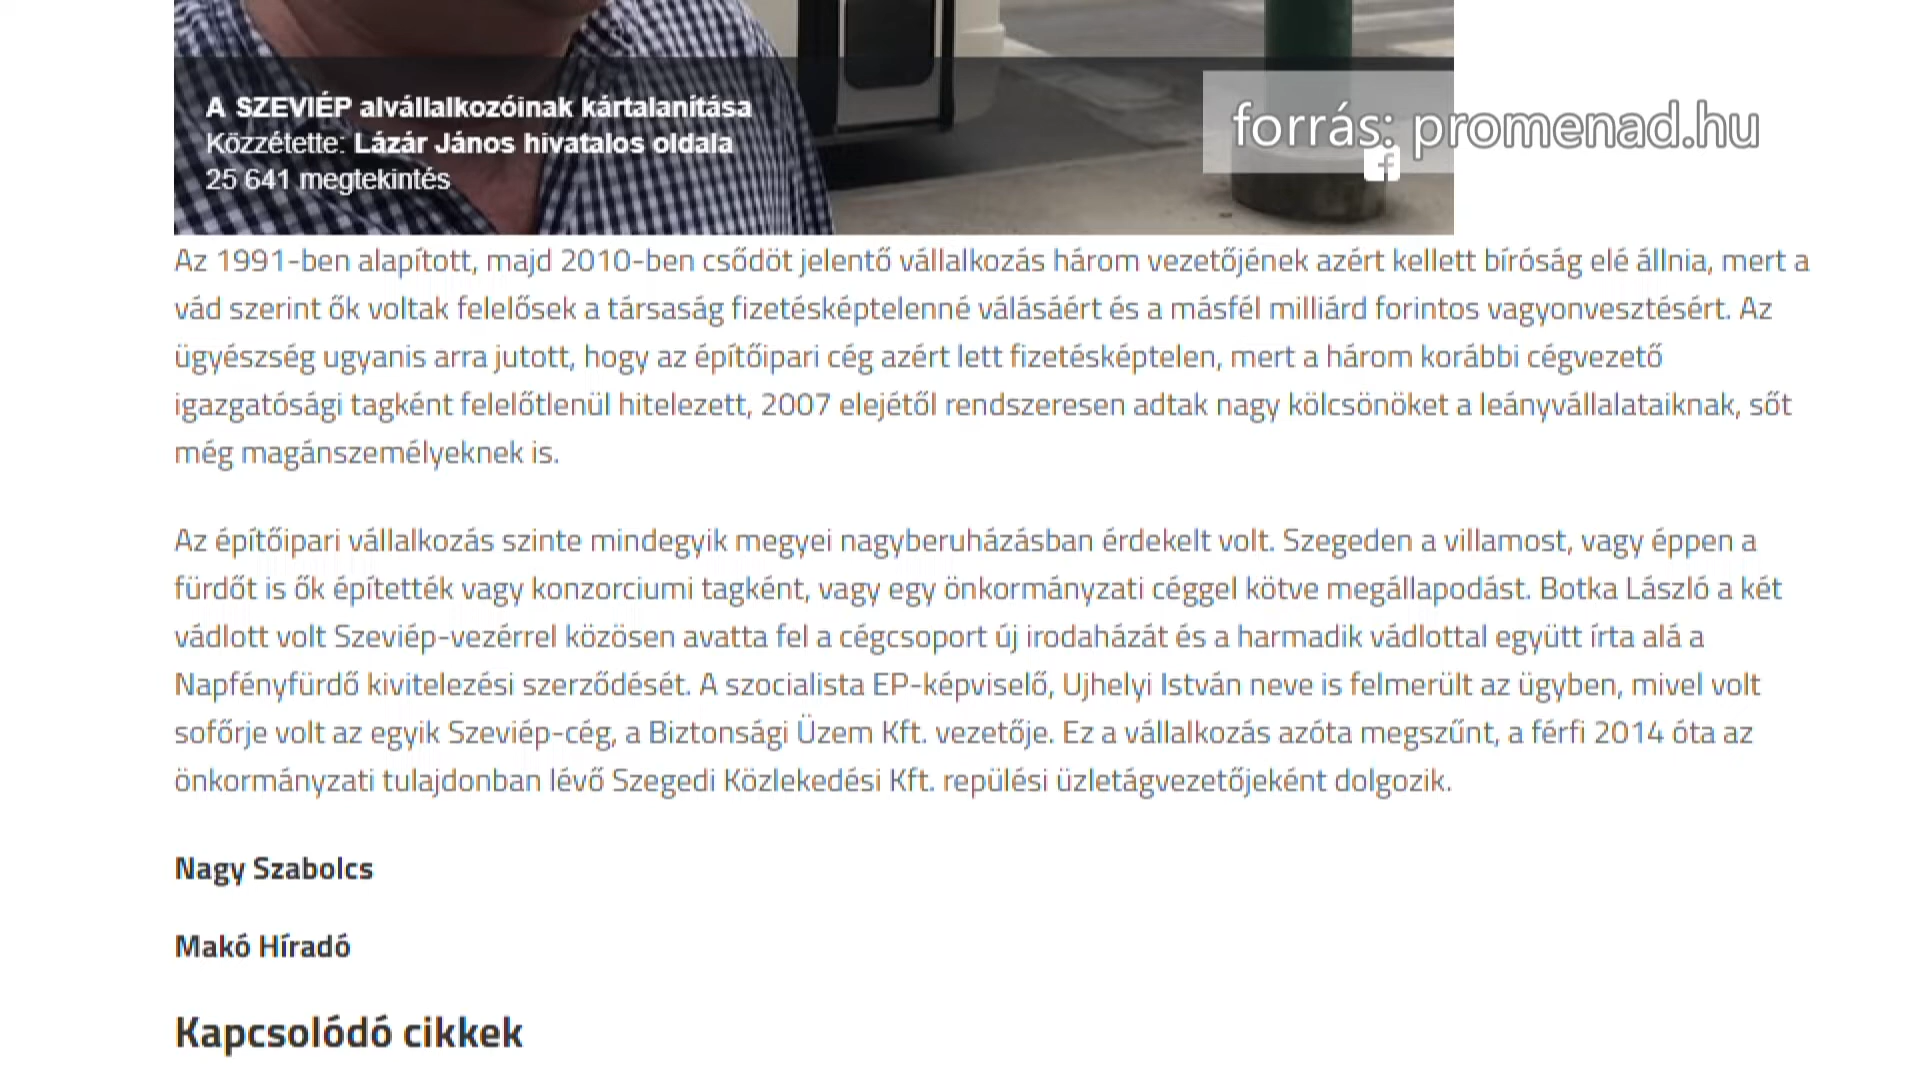 A SZEVIÉP alvállalkozóinak kártalanítása
Közzétette: Lázár János hivatalos oldala
25 641 megtekintés
forrás: promenad.hu
Az 1991-ben alapított, majd 2010-ben csődöt jelentő vállalkozás három vezetőjének azért kellett bíróság elé állnia, mert a
vád szerint ők voltak felelősek a társaság fizetésképtelenné válásáért és a másfél milliárd forintos vagyonvesztésért. Az
ügyészség ugyanis arra jutott, hogy az építőipari cég azért lett fizetésképtelen, mert a három korábbi cégvezető
igazgatósági tagként felelőtlenül hitelezett, 2007 elejétől rendszeresen adtak nagy kölcsönöket a leányvállalataiknak, sőt
még magánszemélyeknek is.
Az építőipari vállalkozás szinte mindegyik megyei nagyberuházásban érdekelt volt. Szegeden a villamost, vagy éppen a
fürdőt is ők építették vagy konzorciumi tagként, vagy egy önkormányzati céggel kötve megállapodást. Botka László a két
vádlott volt Szeviép-vezérrel közösen avatta fel a cégcsoport új irodaházát és a harmadik vádlottal együtt írta alá a
Napfényfürdő kivitelezési szerződését. A szocialista EP-képviselő, Ujhelyi István neve is felmerült az ügyben, mivel volt
sofőrje volt az egyik Szeviép-cég, a Biztonsági Üzem Kft. vezetője. Ez a vállalkozás azóta megszűnt, a férfi 2014 óta az
önkormányzati tulajdonban lévő Szegedi Közlekedési Kft. repülési üzletágvezetőjeként dolgozik.
Nagy Szabolcs
Makó Híradó
Kapcsolódó cikkek